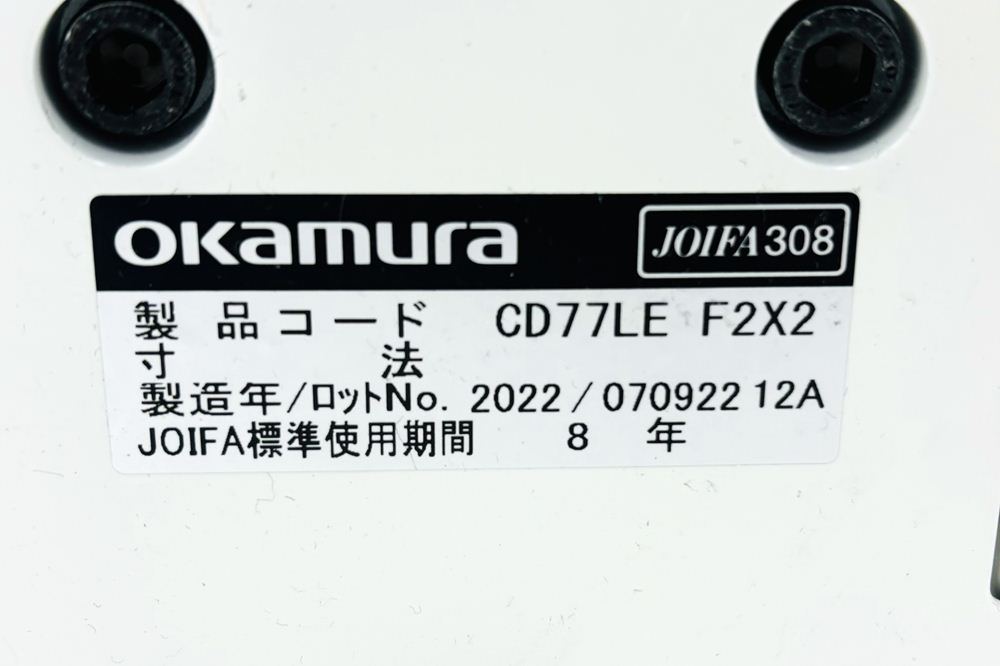 okamura JOIFA308
製品コード CD77LE F2X2
寸法
製造年/ロットNo. 2022 / 070922 12A
JOIFA標準使用期間 8 年